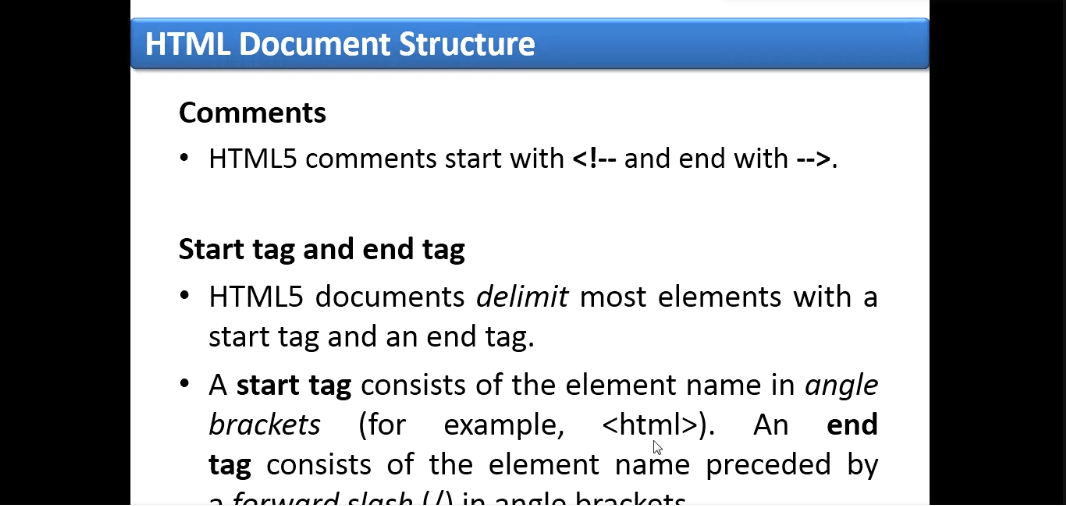 HTML Document Structure
Comments
• HTML5 comments start with <!-- and end with -->.
Start tag and end tag
• HTML5 documents delimit most elements with a
start tag and an end tag.
• A start tag consists of the element name in angle
brackets (for example, <html>). An end
tag consists of the element name preceded by
a forward slash (/) in angle brackets.